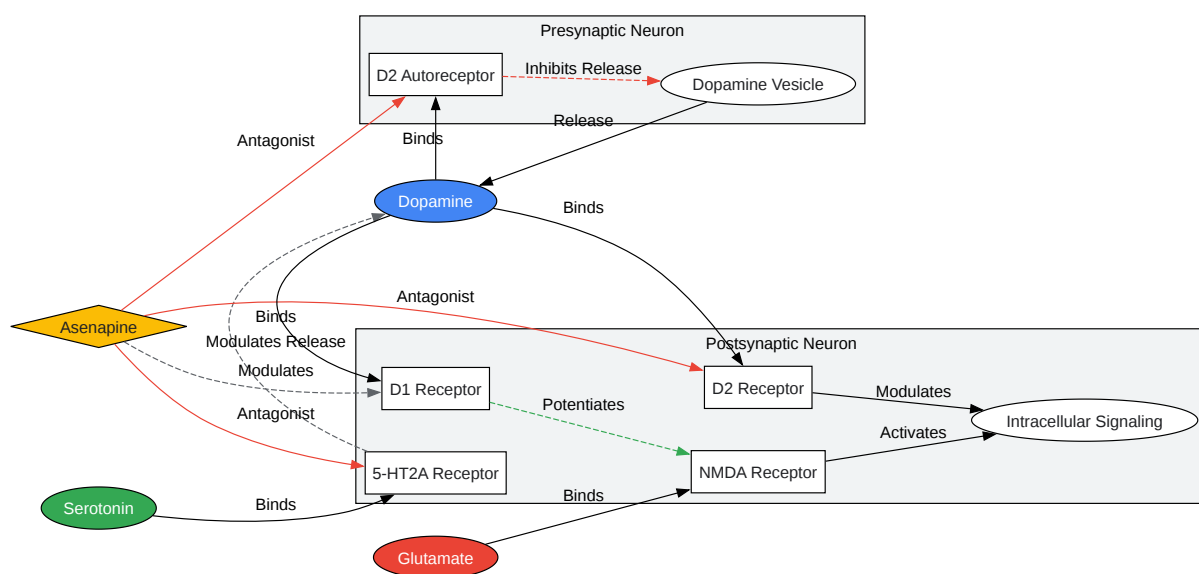 Presynaptic Neuron
D2 Autoreceptor
Inhibits Release
Dopamine Vesicle
Antagonist
Binds
Release
Dopamine
Binds
Antagonist
Asenapine
Binds
Modulates Release
Postsynaptic Neuron
Modulates
D1 Receptor
D2 Receptor
Modulates
Antagonist
Potentiates
Intracellular Signaling
Activates
5-HT2A Receptor
NMDA Receptor
Serotonin
Binds
Binds
Glutamate